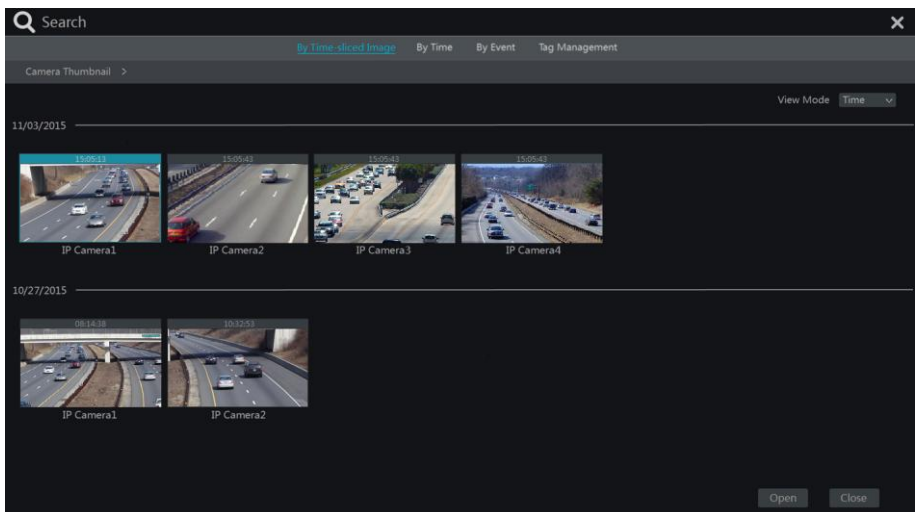 Search
By Time-sliced Image By Time By Event Tag Management
Camera Thumbnail >
View Mode Time
11/03/2015
15:05:13 15:05:43 15:05:43 15:05:43
IP Camera1 IP Camera2 IP Camera3 IP Camera4
10/27/2015
08:14:38 10:32:53
IP Camera1 IP Camera2
Open Close